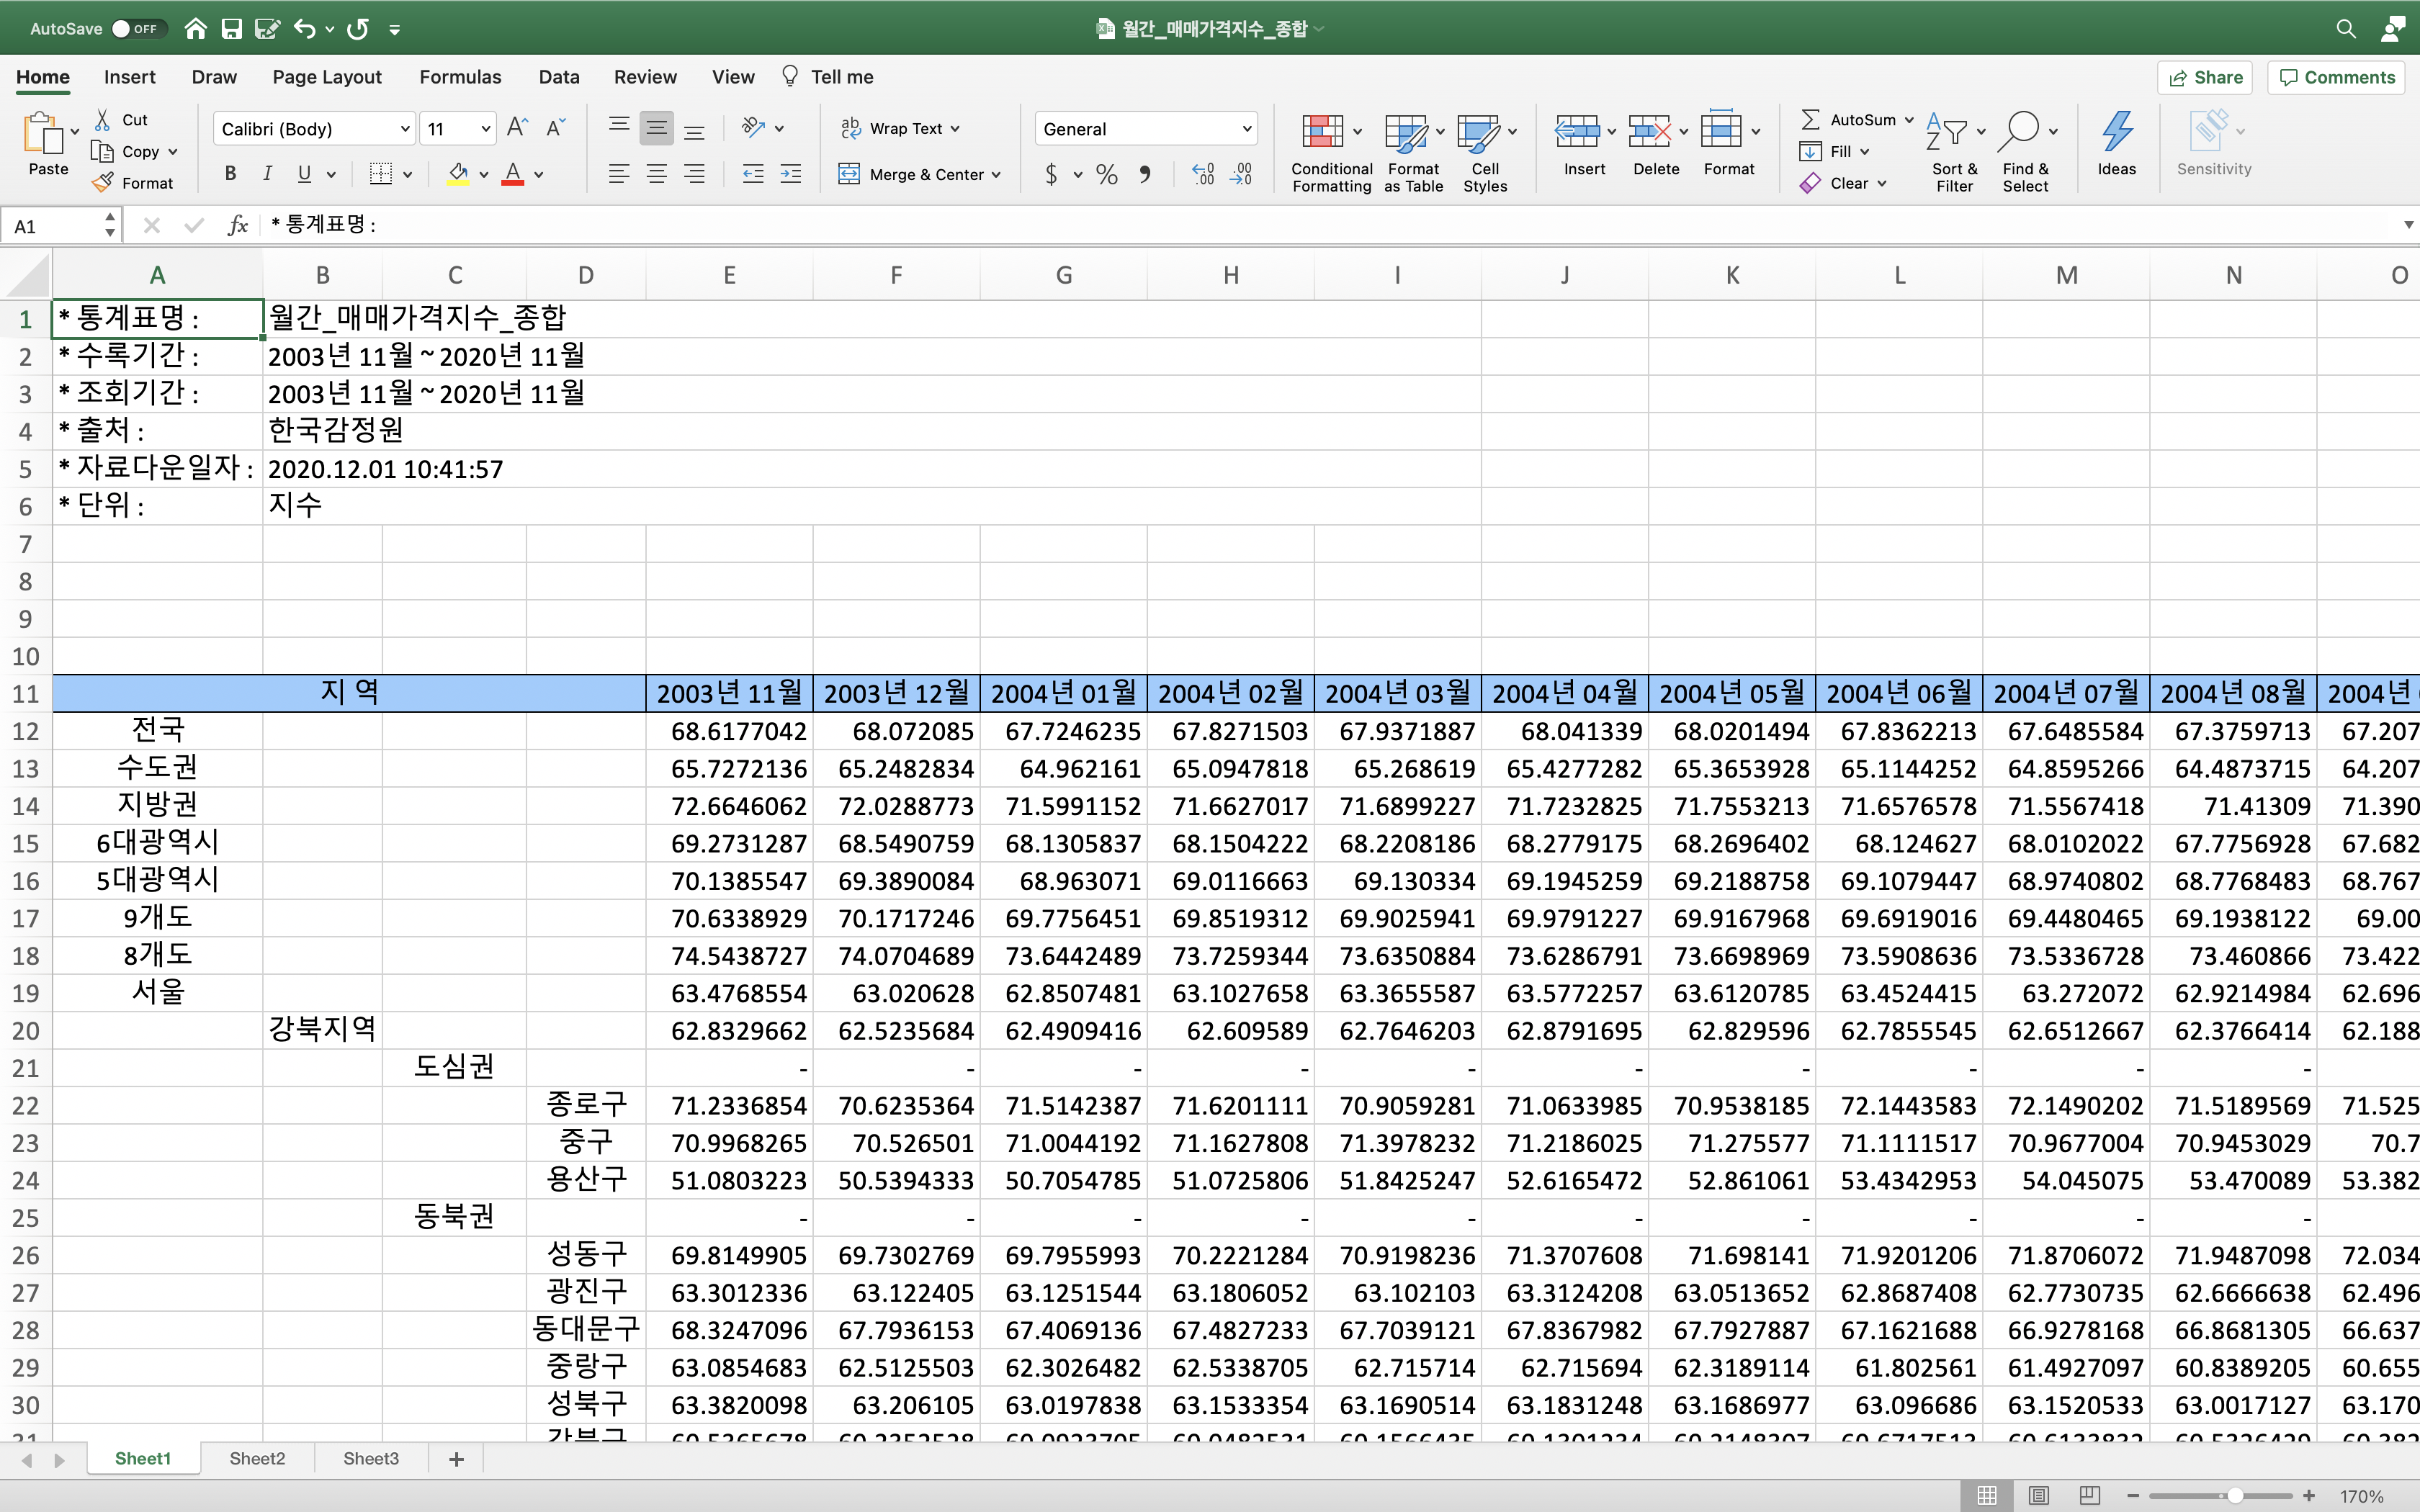 AutoSave OFF 월간_매매가격지수_종합
Home Insert Draw Page Layout Formulas Data Review View Tell me Share Comments
Paste Cut Copy Format
Calibri (Body) 11
B I U
Wrap Text
Merge & Center
General
$ % 9
Conditional Formatting
Format as Table
Cell Styles
Insert Delete Format
AutoSum
Fill
Clear
Sort & Filter
Find & Select
Ideas
Sensitivity
A1 fx * 통계표명 :
A B C D E F G H I J K L M N O
1 * 통계표명 : 월간_매매가격지수_종합
2 * 수록기간 : 2003년 11월 ~ 2020년 11월
3 * 조회기간 : 2003년 11월 ~ 2020년 11월
4 * 출처 : 한국감정원
5 * 자료다운일자 : 2020.12.01 10:41:57
6 * 단위 : 지수
7
8
9
10
11 지 역 2003년 11월 2003년 12월 2004년 01월 2004년 02월 2004년 03월 2004년 04월 2004년 05월 2004년 06월 2004년 07월 2004년 08월 2004년
12 전국 68.6177042 68.072085 67.7246235 67.8271503 67.9371887 68.041339 68.0201494 67.8362213 67.6485584 67.3759713 67.207
13 수도권 65.7272136 65.2482834 64.962161 65.0947818 65.268619 65.4277282 65.3653928 65.1144252 64.8595266 64.4873715 64.207
14 지방권 72.6646062 72.0288773 71.5991152 71.6627017 71.6899227 71.7232825 71.7553213 71.6576578 71.5567418 71.41309 71.390
15 6대광역시 69.2731287 68.5490759 68.1305837 68.1504222 68.2208186 68.2779175 68.2696402 68.124627 68.0102022 67.7756928 67.682
16 5대광역시 70.1385547 69.3890084 68.963071 69.0116663 69.130334 69.1945259 69.2188758 69.1079447 68.9740802 68.7768483 68.767
17 9개도 70.6338929 70.1717246 69.7756451 69.8519312 69.9025941 69.9791227 69.9167968 69.6919016 69.4480465 69.1938122 69.00
18 8개도 74.5438727 74.0704689 73.6442489 73.7259344 73.6350884 73.6286791 73.6698969 73.5908636 73.5336728 73.460866 73.422
19 서울 63.4768554 63.020628 62.8507481 63.1027658 63.3655587 63.5772257 63.6120785 63.4524415 63.272072 62.9214984 62.696
20 강북지역 62.8329662 62.5235684 62.4909416 62.609589 62.7646203 62.8791695 62.829596 62.7855545 62.6512667 62.3766414 62.188
21 도심권 - - - - - - - - - -
22 종로구 71.2336854 70.6235364 71.5142387 71.6201111 70.9059281 71.0633985 70.9538185 72.1443583 72.1490202 71.5189569 71.525
23 중구 70.9968265 70.526501 71.0044192 71.1627808 71.3978232 71.2186025 71.275577 71.1111517 70.9677004 70.9453029 70.7
24 용산구 51.0803223 50.5394333 50.7054785 51.0725806 51.8425247 52.6165472 52.861061 53.4342953 54.045075 53.470089 53.382
25 동북권 - - - - - - - - - -
26 성동구 69.8149905 69.7302769 69.7955993 70.2221284 70.9198236 71.3707608 71.698141 71.9201206 71.8706072 71.9487098 72.034
27 광진구 63.3012336 63.122405 63.1251544 63.1806052 63.102103 63.3124208 63.0513652 62.8687408 62.7730735 62.6666638 62.496
28 동대문구 68.3247096 67.7936153 67.4069136 67.4827233 67.7039121 67.8367982 67.7927887 67.1621688 66.9278168 66.8681305 66.637
29 중랑구 63.0854683 62.5125503 62.3026482 62.5338705 62.715714 62.715694 62.3189114 61.802561 61.4927097 60.8389205 60.655
30 성북구 63.3820098 63.206105 63.0197838 63.1533354 63.1690514 63.1831248 63.1686977 63.096686 63.1520533 63.0017127 63.170
Sheet1 Sheet2 Sheet3 +
170%